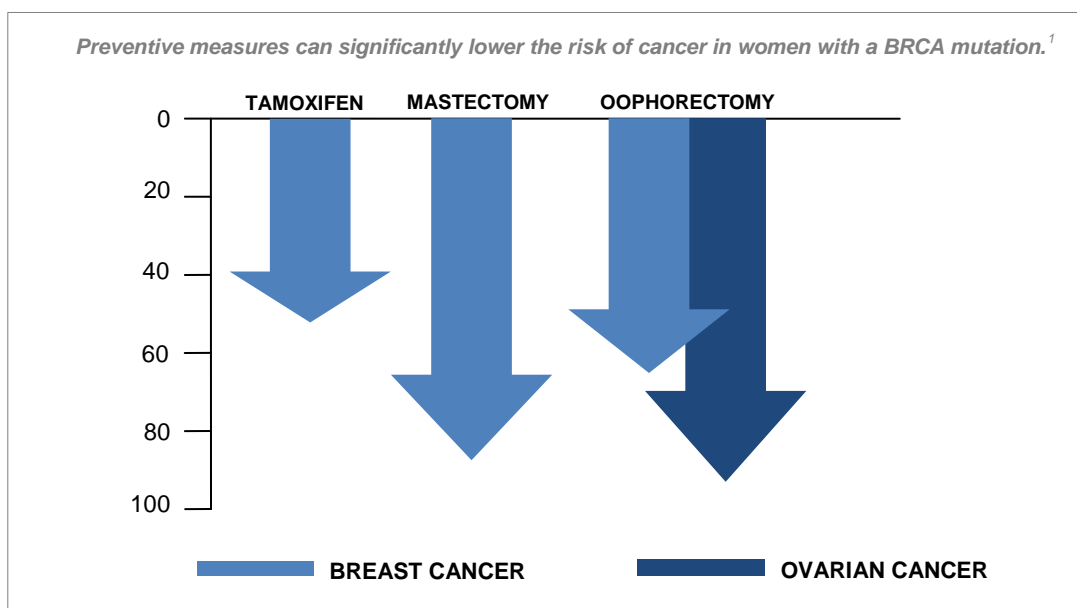 Preventive measures can significantly lower the risk of cancer in women with a BRCA mutation.1
TAMOXIFEN MASTECTOMY OOPHORECTOMY
0
20
40
60
80
100
BREAST CANCER OVARIAN CANCER